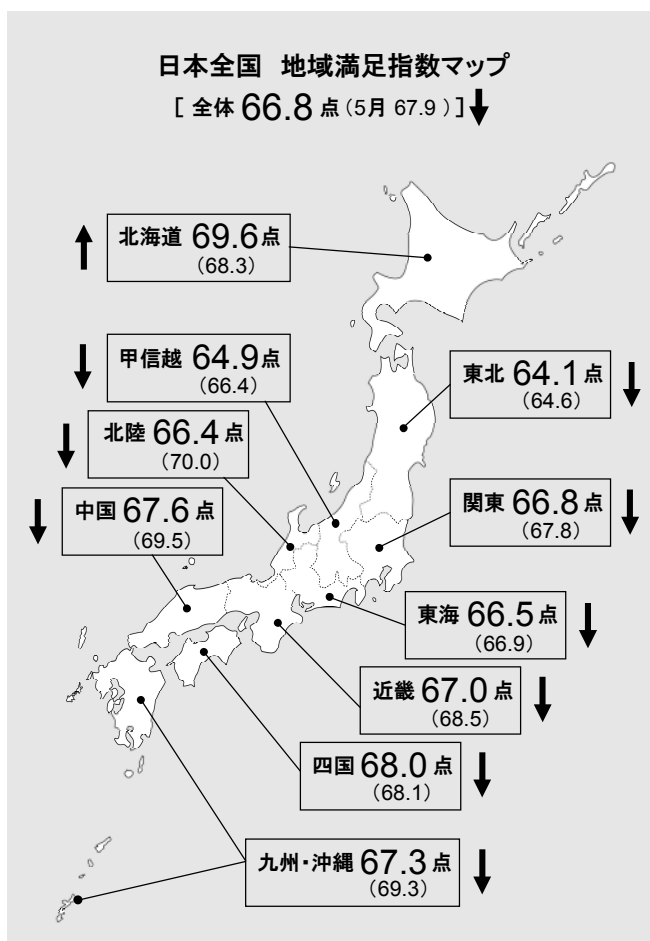 日本全国 地域満足指数マップ
[ 全体 66.8 点（5月 67.9 ）]↓
↑ 北海道 69.6点
（68.3）
↓ 甲信越 64.9点
（66.4）
東北 64.1点 ↓
（64.6）
↓ 北陸 66.4点
（70.0）
↓ 中国 67.6点
（69.5）
関東 66.8点 ↓
（67.8）
東海 66.5点 ↓
（66.9）
近畿 67.0点 ↓
（68.5）
四国 68.0点 ↓
（68.1）
九州・沖縄 67.3点 ↓
（69.3）